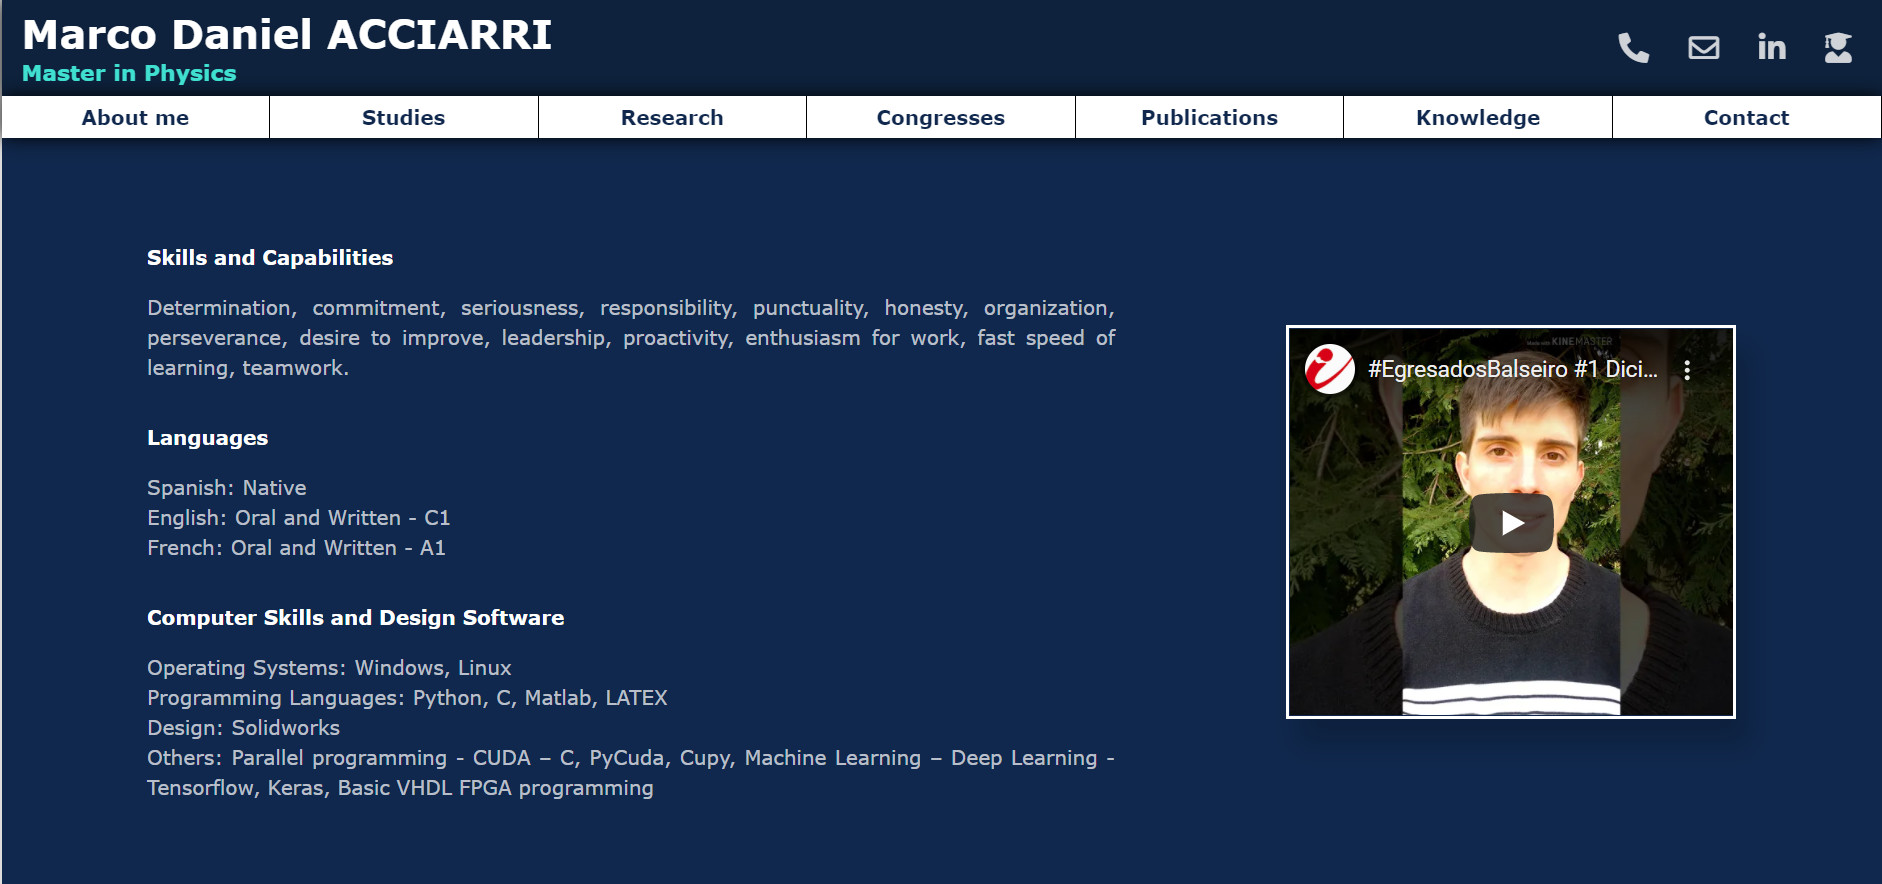 Marco Daniel ACCIARRI
Master in Physics
About me
Studies
Research
Congresses
Publications
Knowledge
Contact
Skills and Capabilities
Determination, commitment, seriousness, responsibility, punctuality, honesty, organization,
perseverance, desire to improve, leadership, proactivity, enthusiasm for work, fast speed of
learning, teamwork.
Languages
Spanish: Native
English: Oral and Written - C1
French: Oral and Written - A1
Computer Skills and Design Software
Operating Systems: Windows, Linux
Programming Languages: Python, C, Matlab, LATEX
Design: Solidworks
Others: Parallel programming - CUDA – C, PyCuda, Cupy, Machine Learning – Deep Learning -
Tensorflow, Keras, Basic VHDL FPGA programming
Made with KINEMASTER
#EgresadosBalseiro #1 Dici...